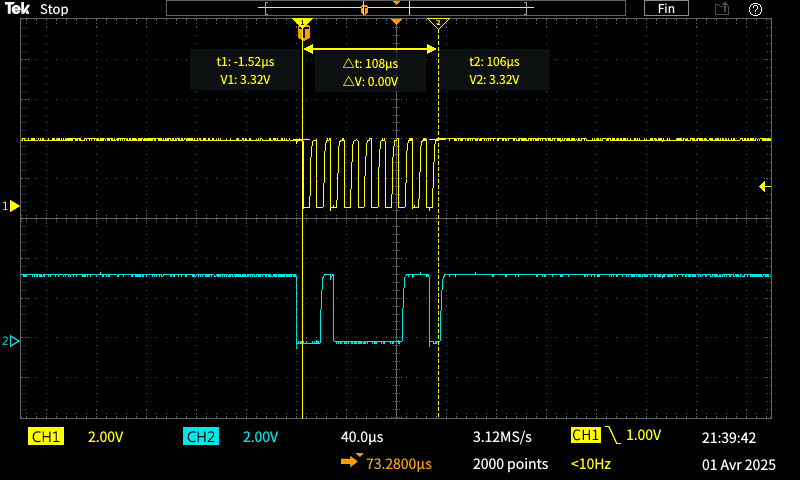 Tek Stop
Fin
1 2
T
t1: -1.52µs
V1: 3.32V
△t: 108µs
△V: 0.00V
t2: 106µs
V2: 3.32V
1
2
CH1 2.00V CH2 2.00V 40.0µs 3.12MS/s CH1 1.00V 21:39:42
73.2800µs 2000 points <10Hz 01 Avr 2025